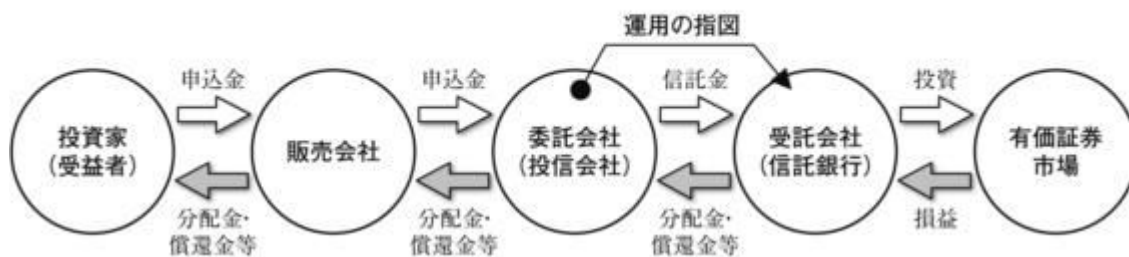 運用の指図
申込金
申込金
信託金
投資
投資家
(受益者)
販売会社
委託会社
(投信会社)
受託会社
(信託銀行)
有価証券
市場
分配金・
償還金等
分配金・
償還金等
分配金・
償還金等
損益